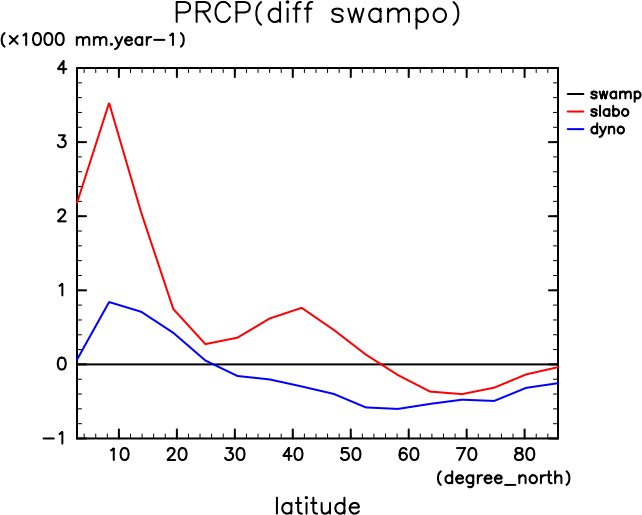 PRCP(diff swampo)
(×1000 mm.year−1)
4
3
2
1
0
−1
10 20 30 40 50 60 70 80
(degree_north)
latitude
swamp
slabo
dyno